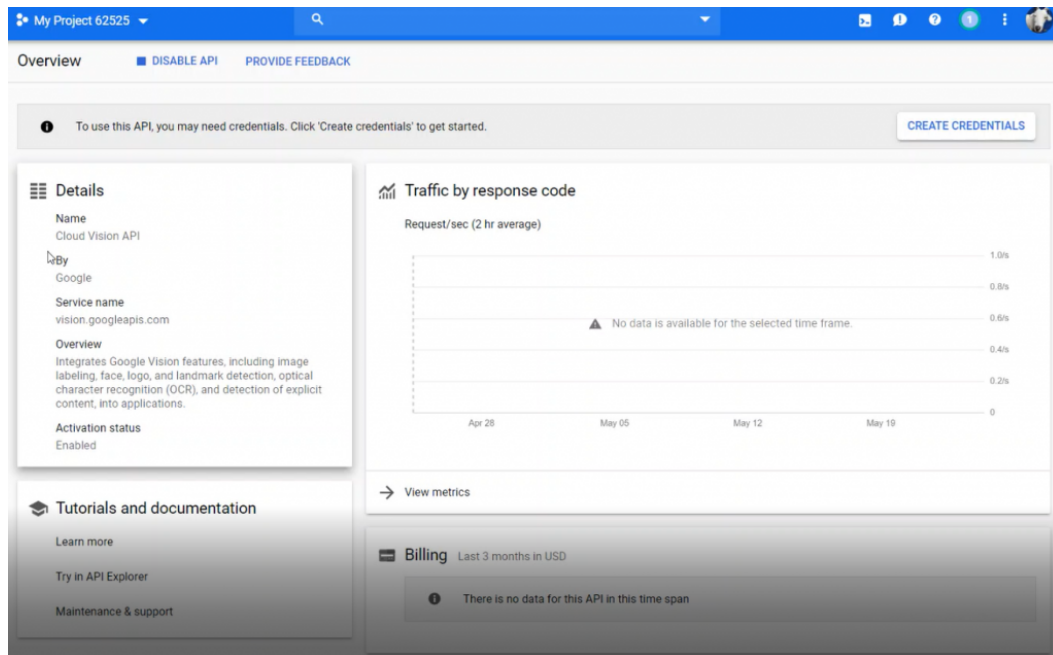 My Project 62525
1
Overview
DISABLE API
PROVIDE FEEDBACK
To use this API, you may need credentials. Click 'Create credentials' to get started.
CREATE CREDENTIALS
Details
Name
Cloud Vision API
By
Google
Service name
vision.googleapis.com
Overview
Integrates Google Vision features, including image
labeling, face, logo, and landmark detection, optical
character recognition (OCR), and detection of explicit
content, into applications.
Activation status
Enabled
Tutorials and documentation
Learn more
Try in API Explorer
Maintenance & support
Traffic by response code
Request/sec (2 hr average)
1.0/s
0.8/s
No data is available for the selected time frame.
0.6/s
0.4/s
0.2/s
0
Apr 28
May 05
May 12
May 19
View metrics
Billing Last 3 months in USD
There is no data for this API in this time span